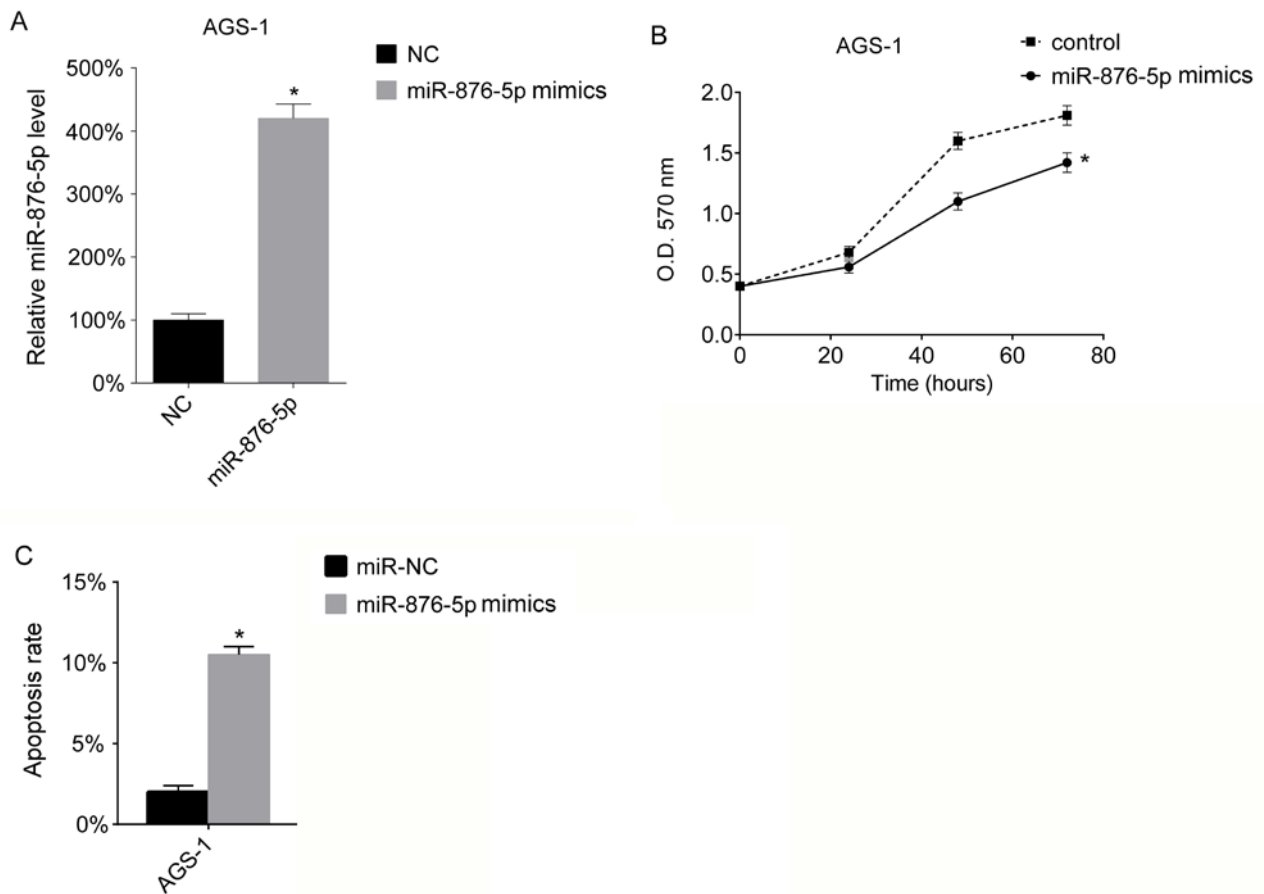 A
AGS-1
NC
miR-876-5p mimics
500%
400%
300%
200%
100%
0%
Relative miR-876-5p level
*
NC
miR-876-5p
B
AGS-1
control
miR-876-5p mimics
2.0
1.5
1.0
0.5
0.0
O.D. 570 nm
*
0
20
40
60
80
Time (hours)
C
miR-NC
miR-876-5p mimics
15%
10%
5%
0%
Apoptosis rate
*
AGS-1